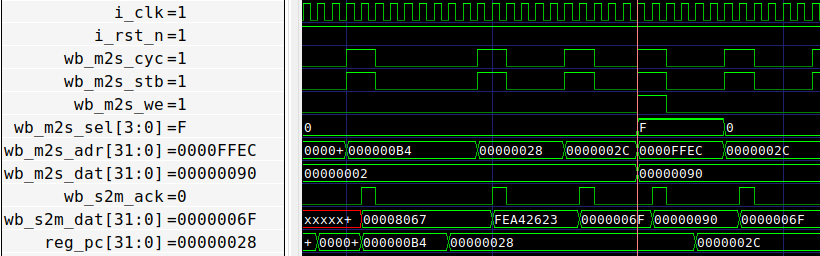 i_clk=1
i_rst_n=1
wb_m2s_cyc=1
wb_m2s_stb=1
wb_m2s_we=1
wb_m2s_sel[3:0]=F 0 F 0
wb_m2s_adr[31:0]=0000FFEC 0000+ 000000B4 00000028 0000002C 0000FFEC 0000002C
wb_m2s_dat[31:0]=00000090 00000002 00000090
wb_s2m_ack=0
wb_s2m_dat[31:0]=0000006F xxxxx+ 00008067 FEA42623 0000006F 00000090 0000006F
reg_pc[31:0]=00000028 + 0000+ 000000B4 00000028 0000002C